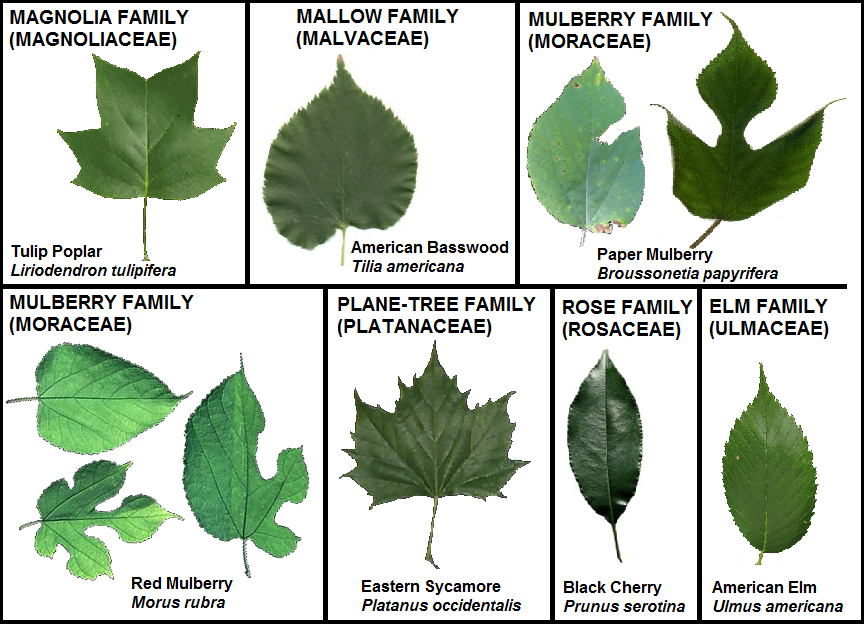 MAGNOLIA FAMILY
(MAGNOLIACEAE)
Tulip Poplar
Liriodendron tulipifera
MALLOW FAMILY
(MALVACEAE)
American Basswood
Tilia americana
MULBERRY FAMILY
(MORACEAE)
Paper Mulberry
Broussonetia papyrifera
MULBERRY FAMILY
(MORACEAE)
Red Mulberry
Morus rubra
PLANE-TREE FAMILY
(PLATANACEAE)
Eastern Sycamore
Platanus occidentalis
ROSE FAMILY
(ROSACEAE)
Black Cherry
Prunus serotina
ELM FAMILY
(ULMACEAE)
American Elm
Ulmus americana